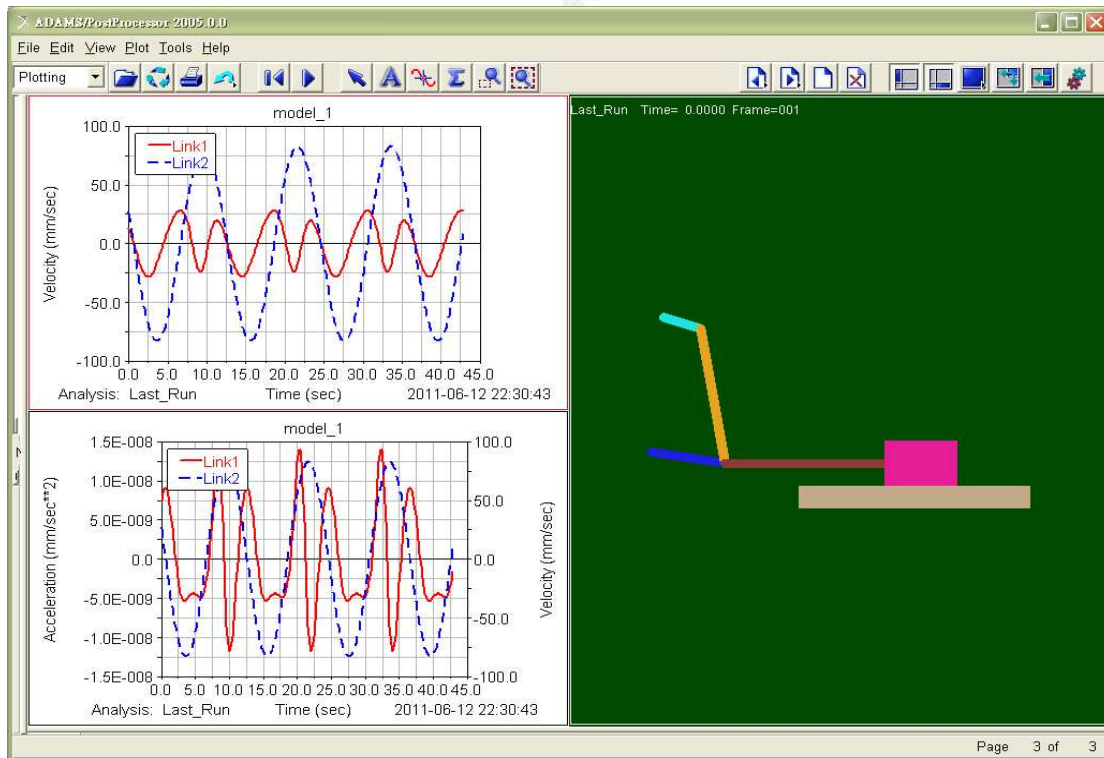 ADAMS/PostProcessor 2005.0.0
File Edit View Plot Tools Help
Plotting
model_1
100.0
50.0
0.0
-50.0
-100.0
Velocity (mm/sec)
Link1
Link2
0.0 5.0 10.0 15.0 20.0 25.0 30.0 35.0 40.0 45.0
Analysis: Last_Run Time (sec) 2011-06-12 22:30:43
model_1
1.5E-008
1.0E-008
5.0E-009
0.0
-5.0E-009
-1.0E-008
-1.5E-008
Acceleration (mm/sec**2)
Link1
Link2
100.0
50.0
0.0
-50.0
-100.0
Velocity (mm/sec)
0.0 5.0 10.0 15.0 20.0 25.0 30.0 35.0 40.0 45.0
Analysis: Last_Run Time (sec) 2011-06-12 22:30:43
Last_Run Time= 0.0000 Frame=001
Page 3 of 3